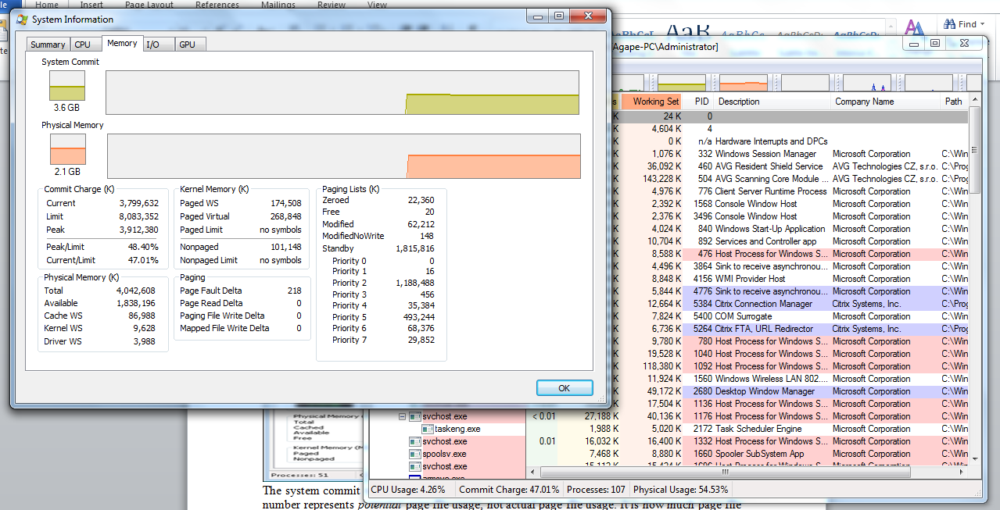 Home Insert Page Layout References Mailings Review View
System Information
Find
Agape-PC\Administrator]
Summary CPU Memory I/O GPU
System Commit
3.6 GB
Physical Memory
2.1 GB
Commit Charge (K)
Current 3,799,632
Limit 8,083,352
Peak 3,912,380
Peak/Limit 48.40%
Current/Limit 47.01%
Physical Memory (K)
Total 4,042,608
Available 1,838,196
Cache WS 86,988
Kernel WS 9,628
Driver WS 3,988
Kernel Memory (K)
Paged WS 174,508
Paged Virtual 268,848
Paged Limit no symbols
Nonpaged 101,148
Nonpaged Limit no symbols
Paging
Page Fault Delta 218
Page Read Delta 0
Paging File Write Delta 0
Mapped File Write Delta 0
Paging Lists (K)
Zeroed 22,360
Free 20
Modified 62,212
ModifiedNoWrite 148
Standby 1,815,816
Priority 0 0
Priority 1 16
Priority 2 1,188,488
Priority 3 456
Priority 4 35,384
Priority 5 493,244
Priority 6 68,376
Priority 7 29,852
OK
s Working Set PID Description Company Name Path
K 24 K 0
K 4,604 K 4
K 0 K n/a Hardware Interrupts and DPCs
K 1,076 K 332 Windows Session Manager Microsoft Corporation C:\Win
K 36,092 K 460 AVG Resident Shield Service AVG Technologies CZ, s.r.o. C:\Prog
K 143,228 K 504 AVG Scanning Core Module ... AVG Technologies CZ, s.r.o. C:\Prog
K 4,976 K 776 Client Server Runtime Process Microsoft Corporation C:\Win
K 2,392 K 1568 Console Window Host Microsoft Corporation C:\Win
K 2,376 K 3496 Console Window Host Microsoft Corporation C:\Win
K 4,024 K 840 Windows Start-Up Application Microsoft Corporation C:\Win
K 10,704 K 892 Services and Controller app Microsoft Corporation C:\Win
K 8,588 K 476 Host Process for Windows S... Microsoft Corporation C:\Win
K 4,496 K 3864 Sink to receive asynchronou... Microsoft Corporation C:\Win
K 8,848 K 4156 WMI Provider Host Microsoft Corporation C:\Win
K 5,844 K 4776 Sink to receive asynchronou... Microsoft Corporation C:\Win
K 12,664 K 5384 Citrix Connection Manager Citrix Systems, Inc. C:\Prog
K 7,824 K 5400 COM Surrogate Microsoft Corporation C:\Win
K 6,736 K 5264 Citrix FTA, URL Redirector Citrix Systems, Inc. C:\Prog
K 9,780 K 780 Host Process for Windows S... Microsoft Corporation C:\Win
K 19,528 K 1040 Host Process for Windows S... Microsoft Corporation C:\Win
K 118,380 K 1092 Host Process for Windows S... Microsoft Corporation C:\Win
K 11,924 K 1560 Windows Wireless LAN 802.... Microsoft Corporation C:\Win
K 49,172 K 2680 Desktop Window Manager Microsoft Corporation C:\Win
K 17,504 K 1136 Host Process for Windows S... Microsoft Corporation C:\Win
svchost.exe < 0.01 27,188 K 40,136 K 1176 Host Process for Windows S... Microsoft Corporation C:\Win
taskeng.exe 1,988 K 5,020 K 2172 Task Scheduler Engine Microsoft Corporation C:\Win
svchost.exe 0.01 16,032 K 16,400 K 1332 Host Process for Windows S... Microsoft Corporation C:\Win
spoolsv.exe 7,468 K 8,880 K 1660 Spooler SubSystem App Microsoft Corporation C:\Win
svchost.exe
CPU Usage: 4.26% Commit Charge: 47.01% Processes: 107 Physical Usage: 54.53%
Physical Memory
Total
Cached
Available
Free
Kernel Memory
Paged
Nonpaged
Processes: 51
The system commit
number represents potential page file usage, not actual page file usage. It is how much page file